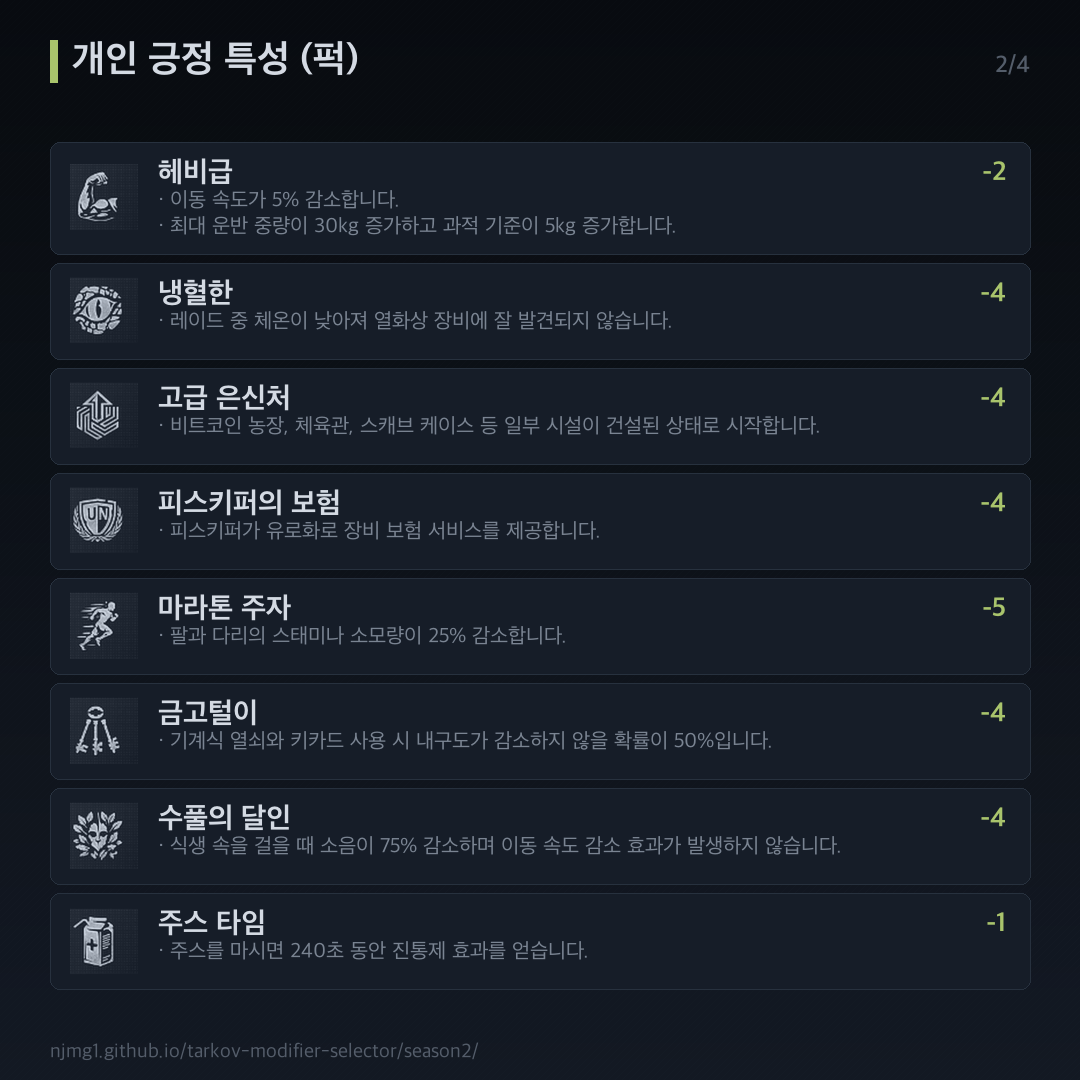 개인 긍정 특성 (퍽)
2/4
헤비급
-2
· 이동 속도가 5% 감소합니다.
· 최대 운반 중량이 30kg 증가하고 과적 기준이 5kg 증가합니다.
냉혈한
-4
· 레이드 중 체온이 낮아져 열화상 장비에 잘 발견되지 않습니다.
고급 은신처
-4
· 비트코인 농장, 체육관, 스캐브 케이스 등 일부 시설이 건설된 상태로 시작합니다.
UN
피스키퍼의 보험
-4
· 피스키퍼가 유로화로 장비 보험 서비스를 제공합니다.
마라톤 주자
-5
· 팔과 다리의 스태미나 소모량이 25% 감소합니다.
금고털이
-4
· 기계식 열쇠와 키카드 사용 시 내구도가 감소하지 않을 확률이 50%입니다.
수풀의 달인
-4
· 식생 속을 걸을 때 소음이 75% 감소하며 이동 속도 감소 효과가 발생하지 않습니다.
주스 타임
-1
· 주스를 마시면 240초 동안 진통제 효과를 얻습니다.
njmg1.github.io/tarkov-modifier-selector/season2/